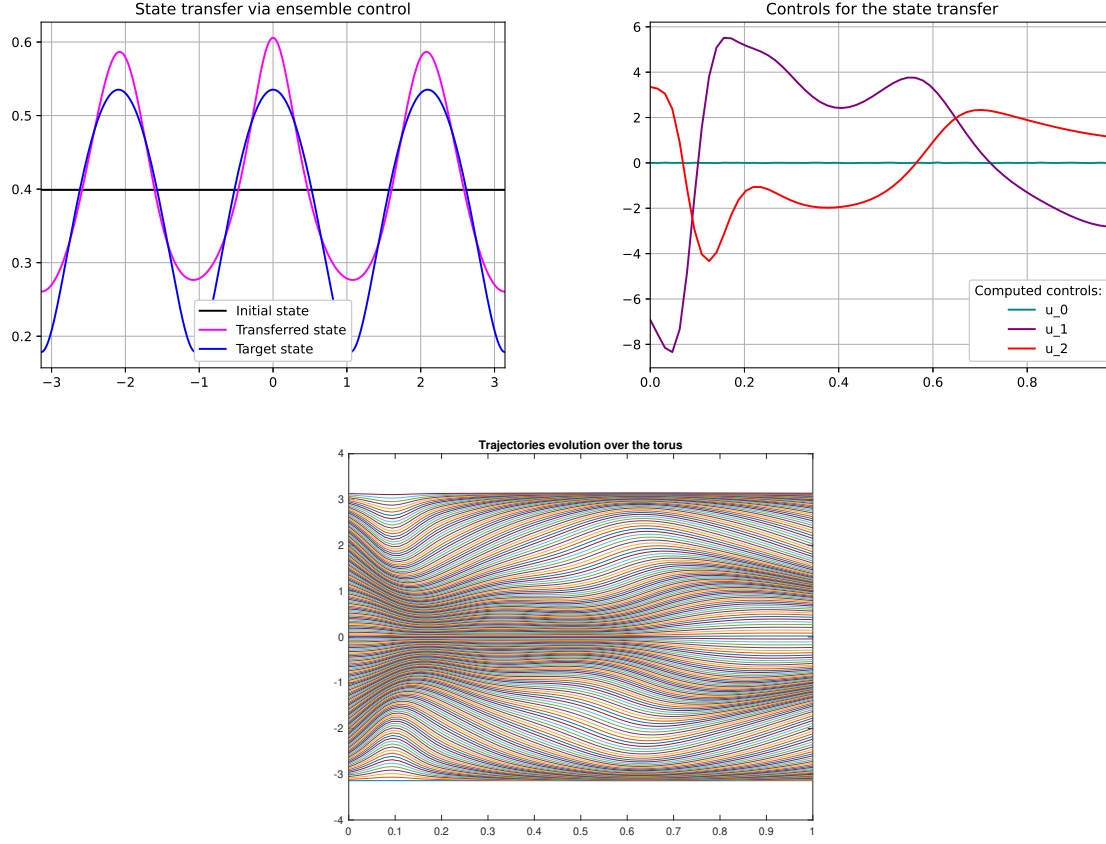 State transfer via ensemble control
0.6
0.5
0.4
0.3
0.2
Initial state
Transferred state
Target state
−3 −2 −1 0 1 2 3
Controls for the state transfer
6
4
2
0
−2
−4
−6
−8
Computed controls:
u_0
u_1
u_2
0.0 0.2 0.4 0.6 0.8
Trajectories evolution over the torus
4
3
2
1
0
-1
-2
-3
-4
0 0.1 0.2 0.3 0.4 0.5 0.6 0.7 0.8 0.9 1